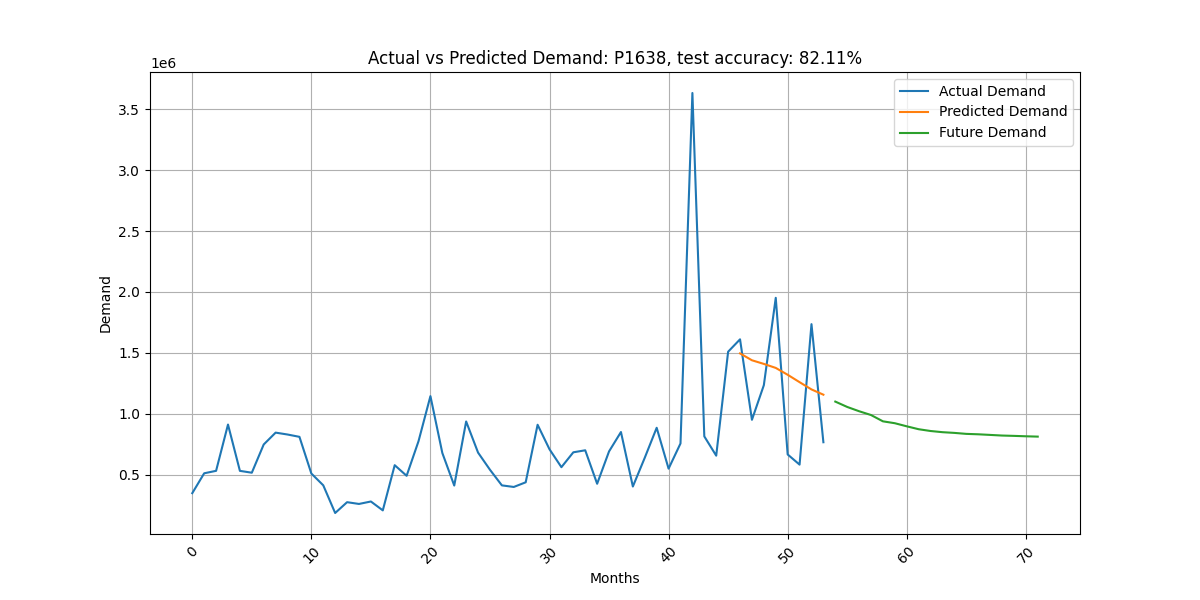 Actual vs Predicted Demand: P1638, test accuracy: 82.11%
1e6
Actual Demand
Predicted Demand
Future Demand
3.5
3.0
2.5
2.0
1.5
1.0
0.5
Demand
0 10 20 30 40 50 60 70
Months